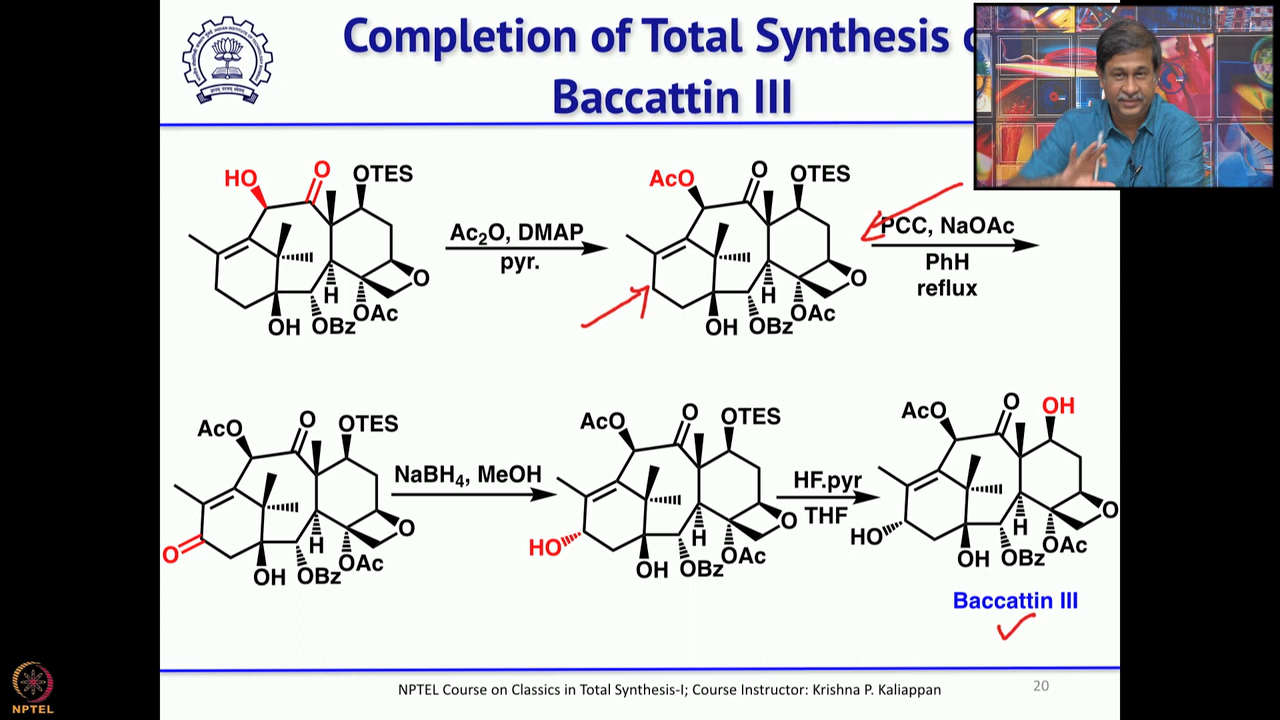 Completion of Total Synthesis
Baccattin III
HO
O
OTES
O
H
OH
OBz
OAc
Ac2O, DMAP
pyr.
AcO
O
OTES
O
H
OH
OBz
OAc
PCC, NaOAc
PhH
reflux
AcO
O
OTES
O
O
H
OH
OBz
OAc
NaBH4, MeOH
AcO
O
OTES
O
HO
H
OH
OBz
OAc
HF.pyr
THF
AcO
O
OH
O
HO
H
OH
OBz
OAc
Baccattin III
NPTEL Course on Classics in Total Synthesis-I; Course Instructor: Krishna P. Kaliappan
20
NPTEL